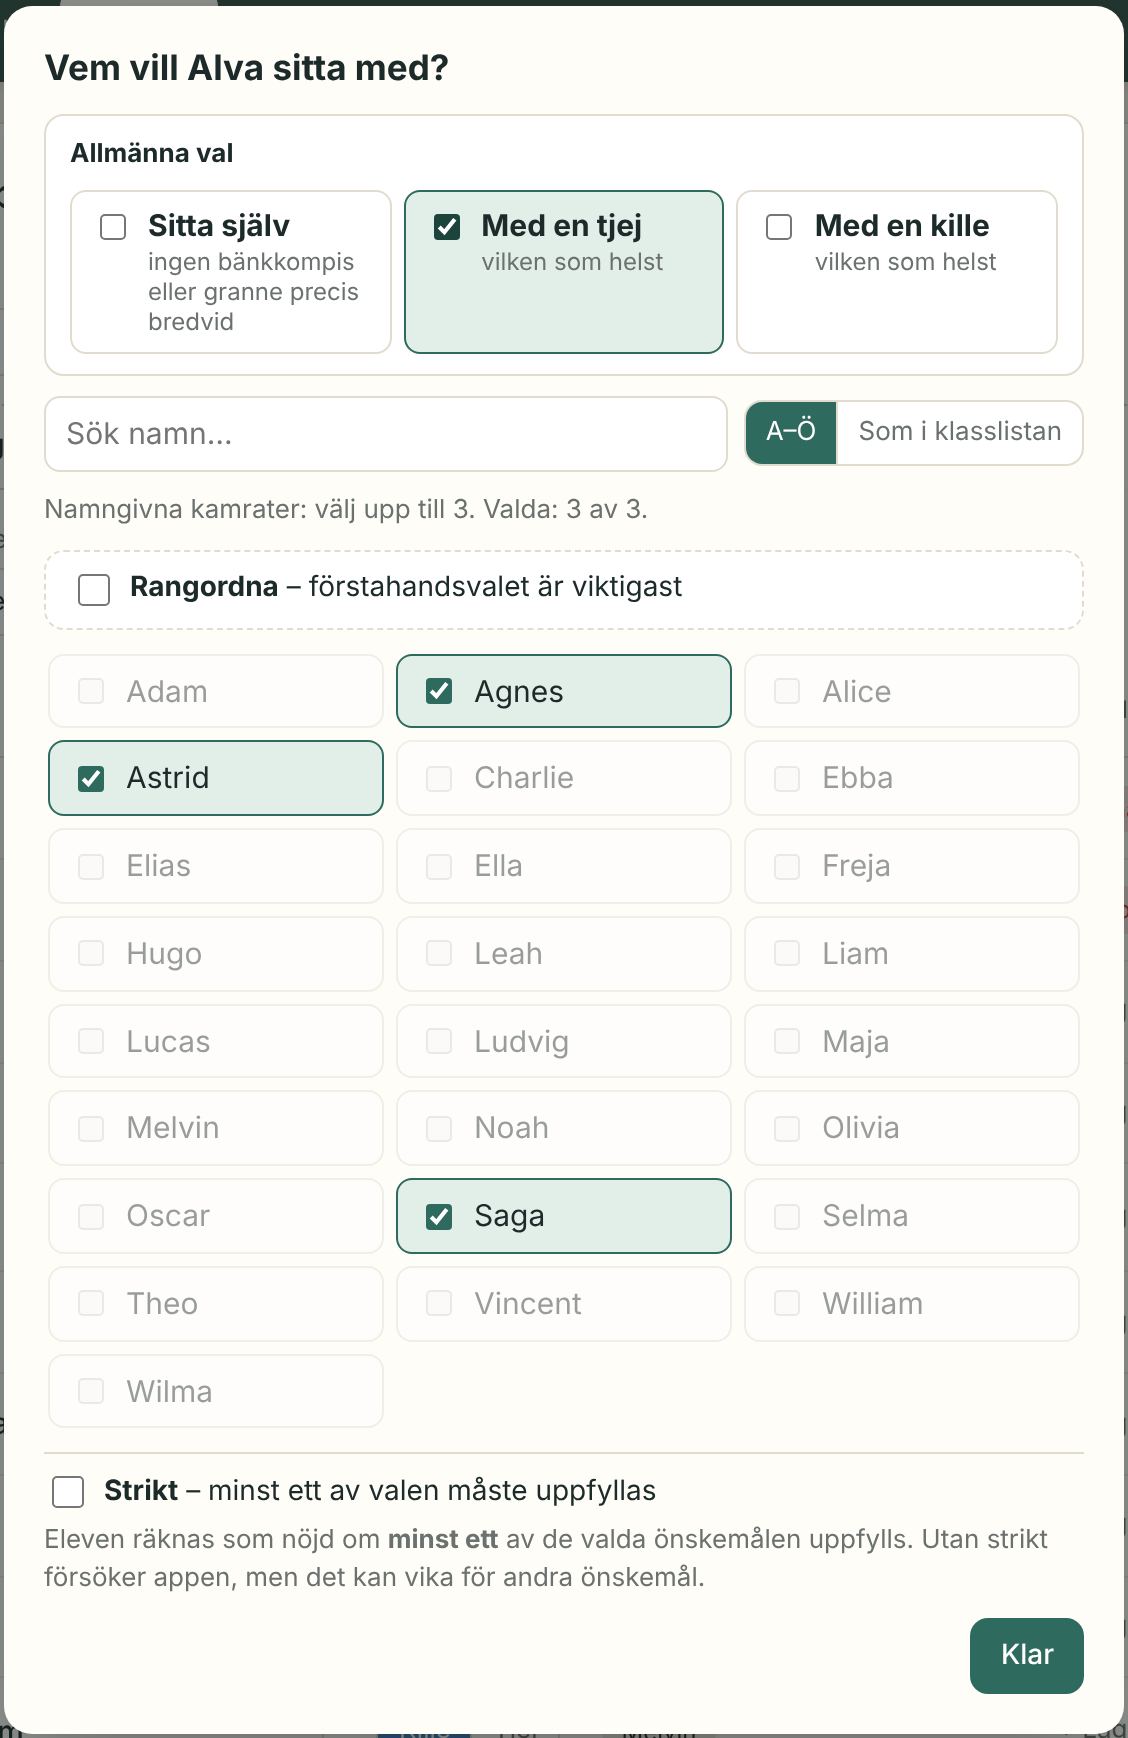 Vem vill Alva sitta med?
Allmänna val
Sitta själv
ingen bänkkompis
eller granne precis
bredvid
Med en tjej
vilken som helst
Med en kille
vilken som helst
Sök namn...
A–Ö
Som i klasslistan
Namngivna kamrater: välj upp till 3. Valda: 3 av 3.
Rangordna – förstahandsvalet är viktigast
Adam
Agnes
Alice
Astrid
Charlie
Ebba
Elias
Ella
Freja
Hugo
Leah
Liam
Lucas
Ludvig
Maja
Melvin
Noah
Olivia
Oscar
Saga
Selma
Theo
Vincent
William
Wilma
Strikt – minst ett av valen måste uppfyllas
Eleven räknas som nöjd om minst ett av de valda önskemålen uppfylls. Utan strikt
försöker appen, men det kan vika för andra önskemål.
Klar